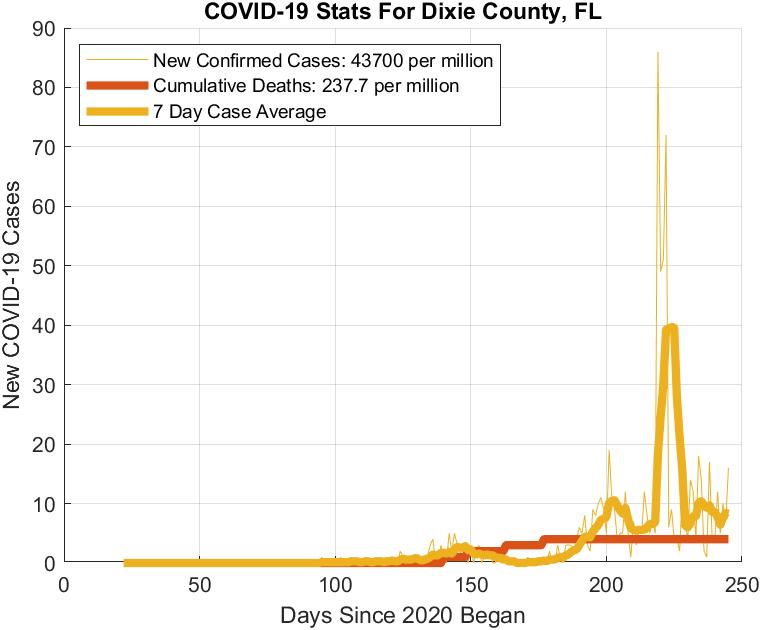 COVID-19 Stats For Dixie County, FL
New Confirmed Cases: 43700 per million
Cumulative Deaths: 237.7 per million
7 Day Case Average
New COVID-19 Cases
90
80
70
60
50
40
30
20
10
0
0 50 100 150 200 250
Days Since 2020 Began